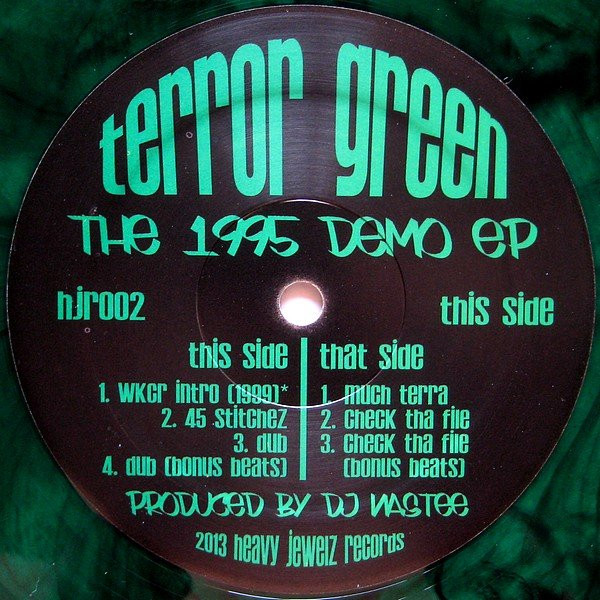 terror green
THE 1995 DEMO EP
hjr002
this side
this side
1. WKCR intro (1999)*
2. 45 StitcheZ
3. dub
4. dub (bonus beats)
that side
1. much terra
2. check tha file
3. check tha file
(bonus beats)
PRODUCED BY DJ NASTEE
2013 heavy jewelz records